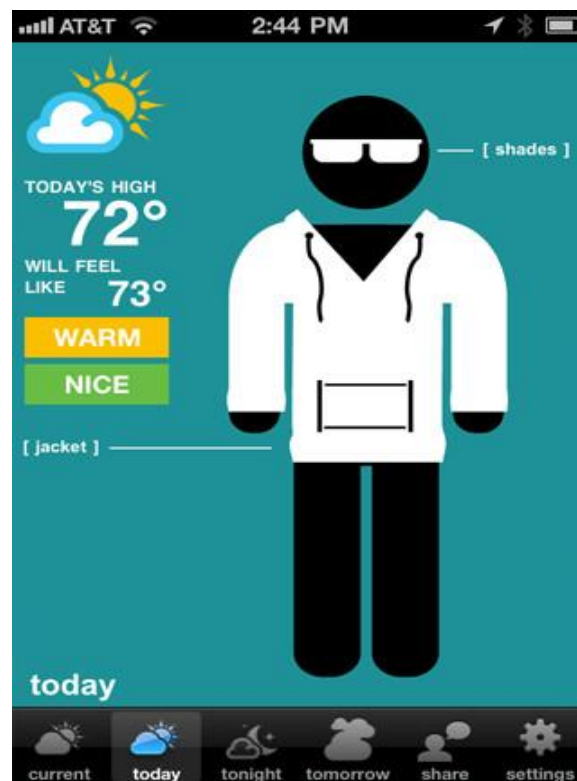 AT&T 2:44 PM
[ shades ]
TODAY'S HIGH
72°
WILL FEEL
LIKE 73°
WARM
NICE
[ jacket ]
today
current today tonight tomorrow share settings